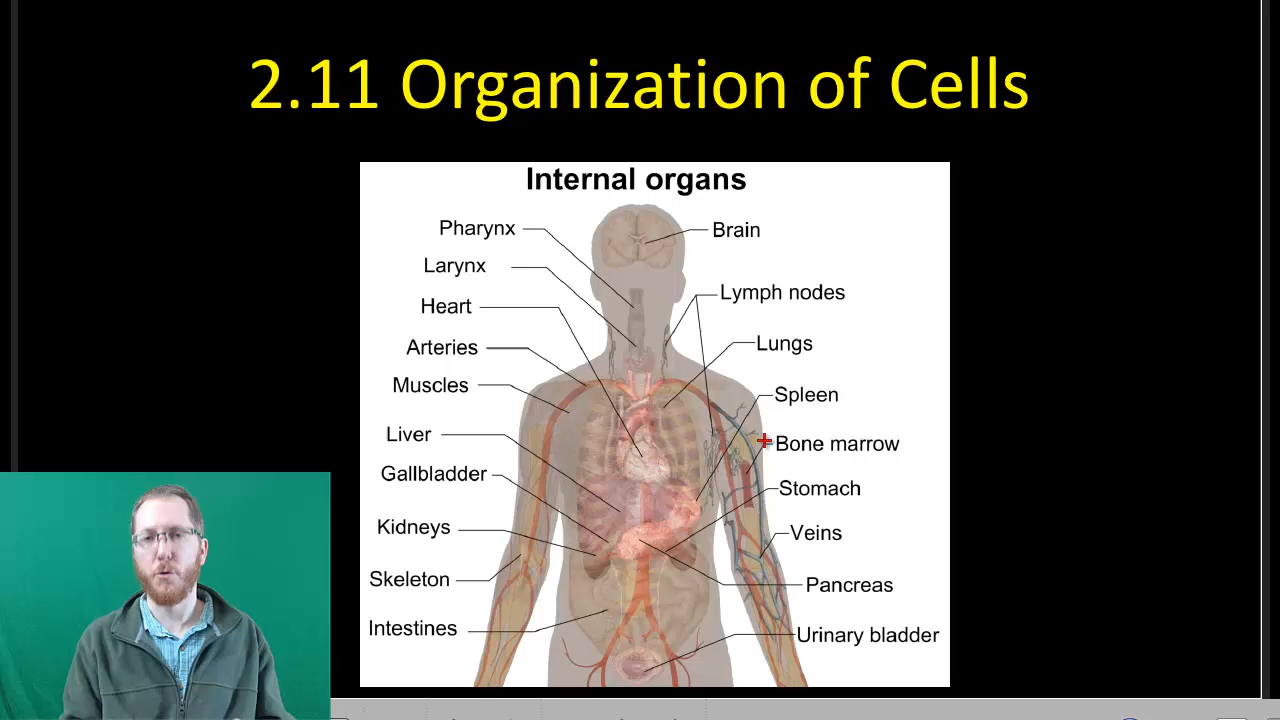 2.11 Organization of Cells
Internal organs
Pharynx
Larynx
Heart
Arteries
Muscles
Liver
Gallbladder
Kidneys
Skeleton
Intestines
Brain
Lymph nodes
Lungs
Spleen
Bone marrow
Stomach
Veins
Pancreas
Urinary bladder